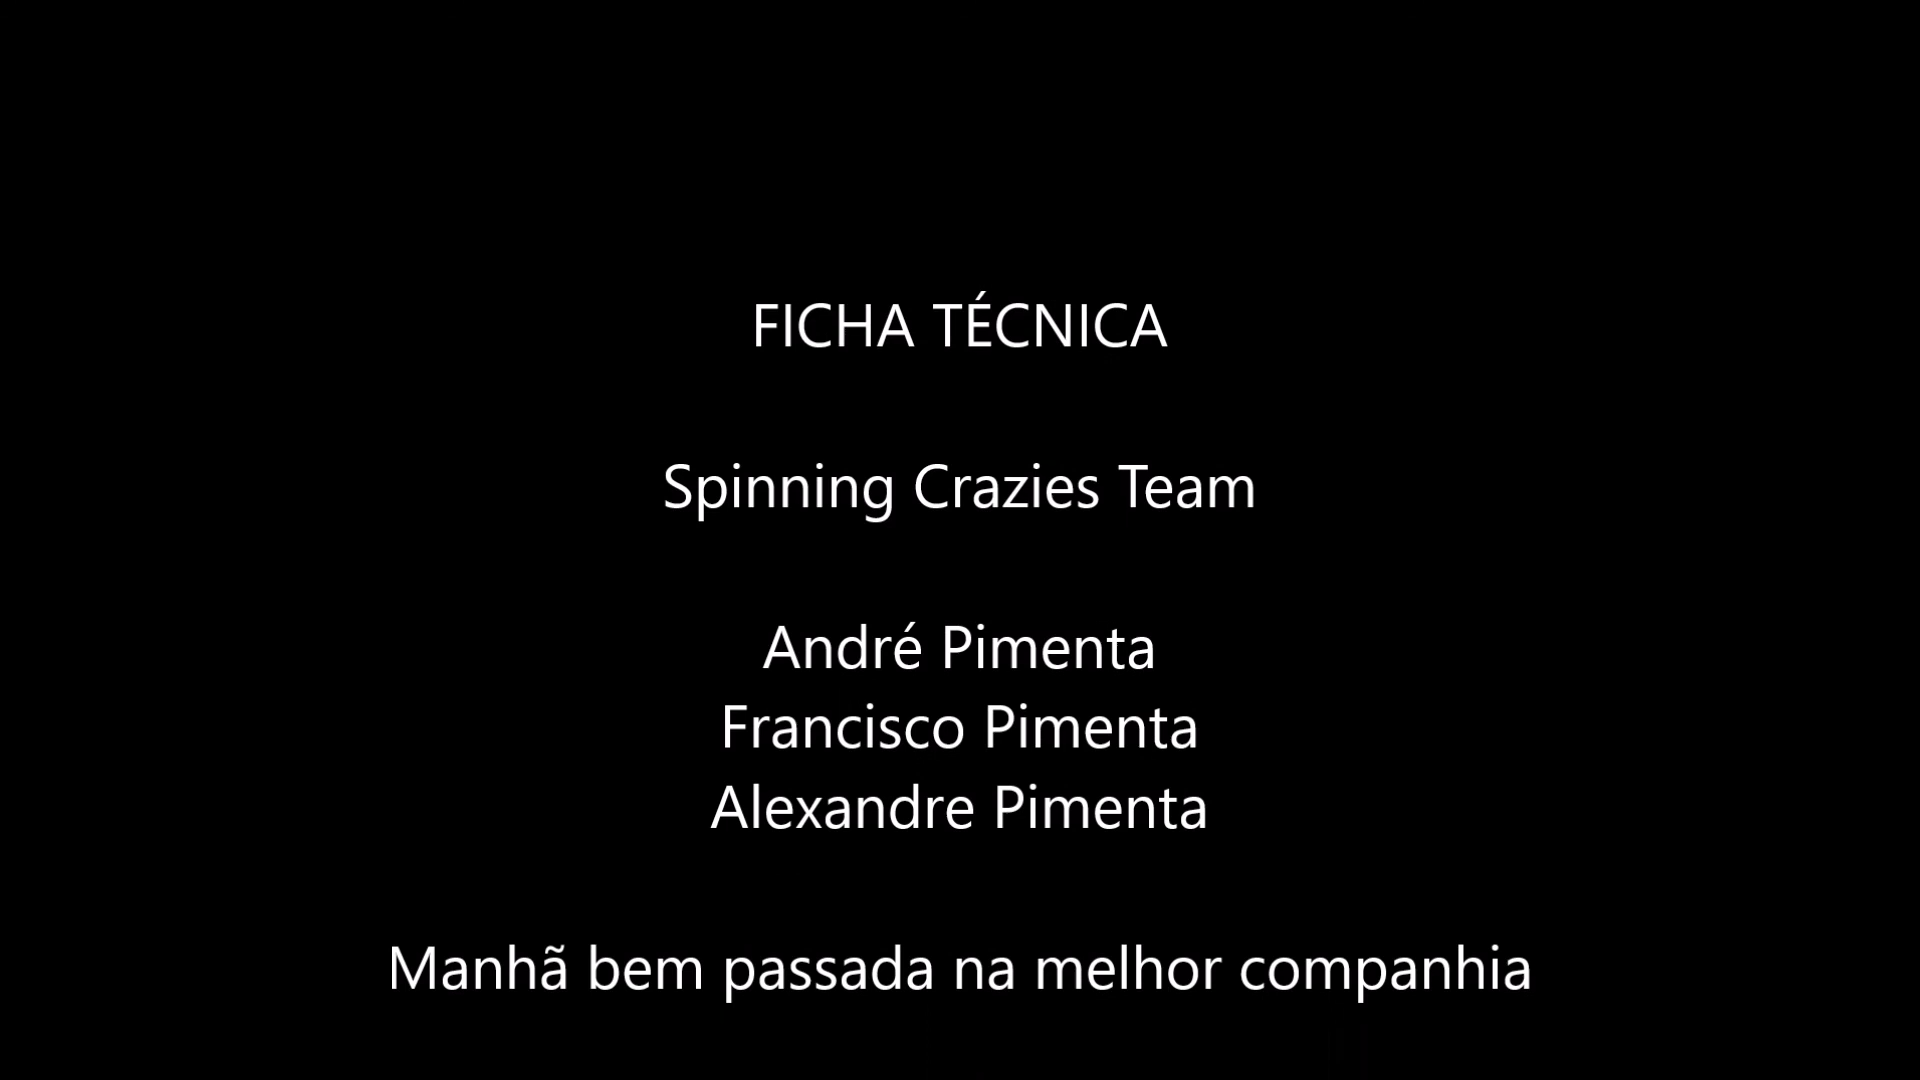 FICHA TÉCNICA
Spinning Crazies Team
André Pimenta
Francisco Pimenta
Alexandre Pimenta
Manhã bem passada na melhor companhia